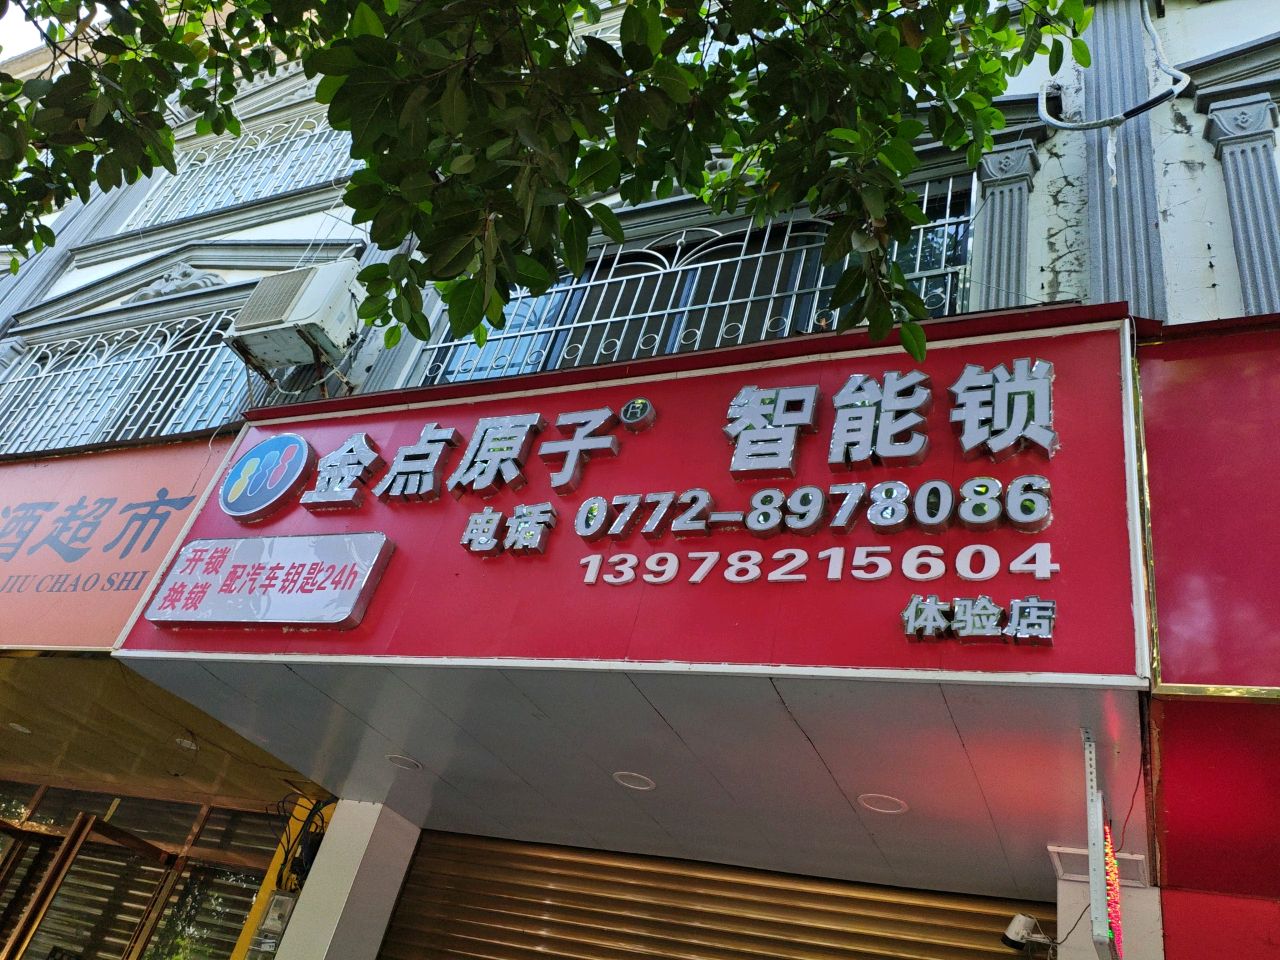 金点原子® 智能锁
电话 0772-8978086
13978215604
体验店
开锁
换锁
配汽车钥匙24h
酒超市
JIU CHAO SHI